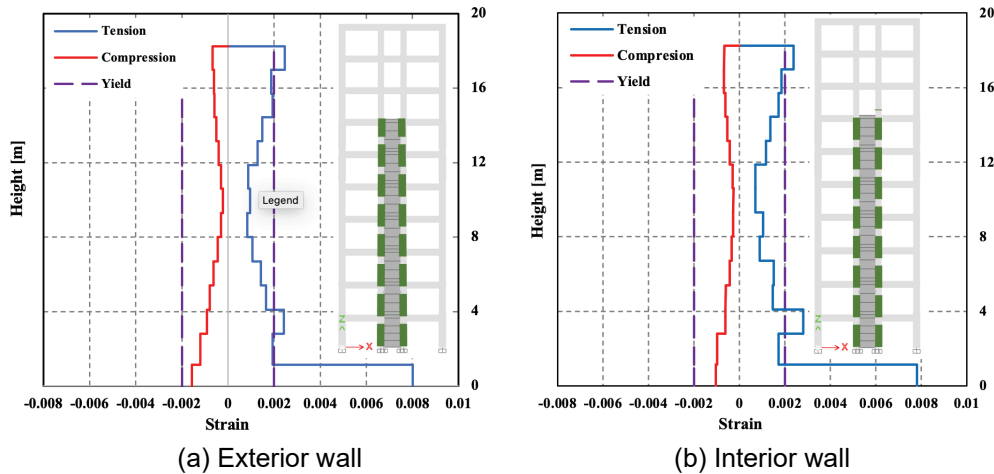 Tension
Compression
Yield
Legend
Height [m]
20
16
12
8
4
0
-0.008 -0.006 -0.004 -0.002 0 0.002 0.004 0.006 0.008 0.01
Strain
Z
X
(a) Exterior wall
Tension
Compresion
Yield
Height [m]
20
16
12
8
4
0
-0.008 -0.006 -0.004 -0.002 0 0.002 0.004 0.006 0.008 0.01
Strain
Z
X
(b) Interior wall